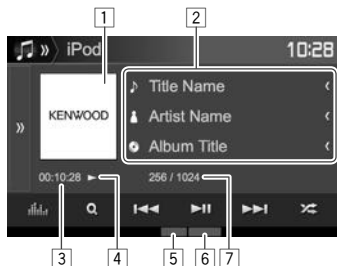 1 2
iPod 10:28
Title Name
KENWOOD Artist Name
Album Title
00:10:28 256 / 1024
3 4 5 6 7